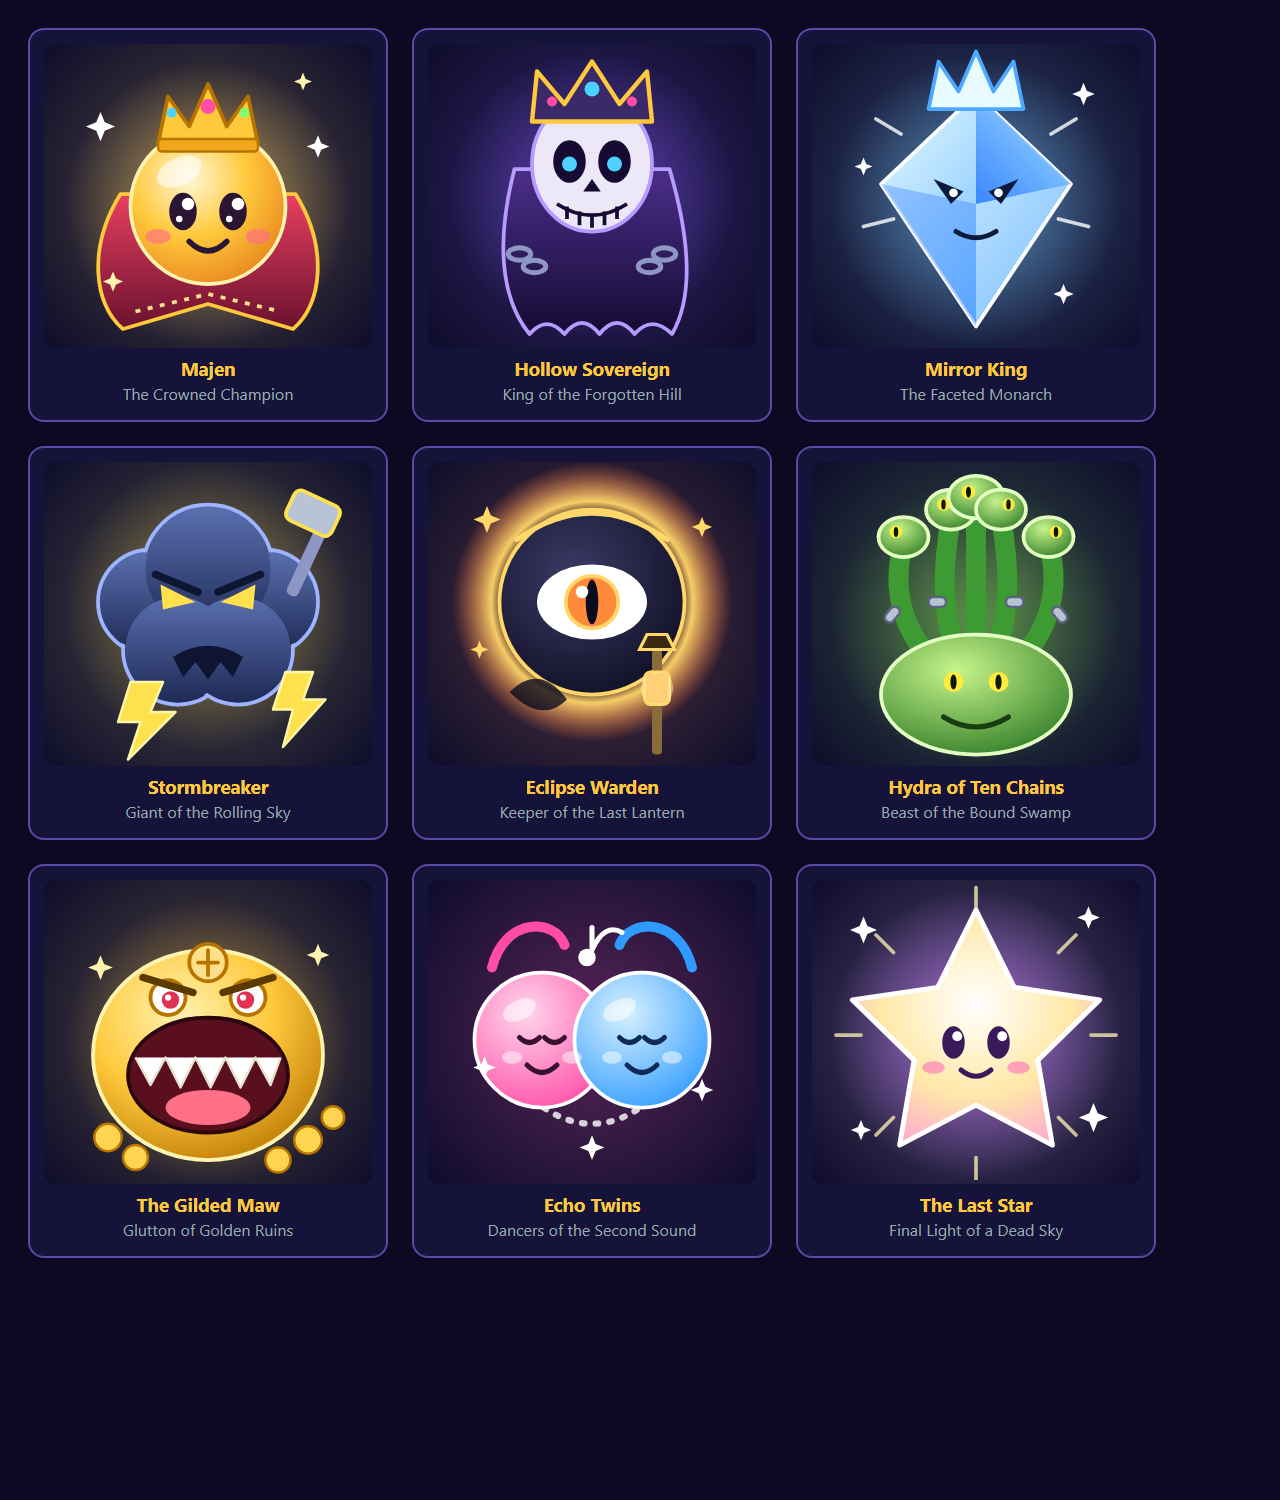 Majen
The Crowned Champion
Hollow Sovereign
King of the Forgotten Hill
Mirror King
The Faceted Monarch
Stormbreaker
Giant of the Rolling Sky
Eclipse Warden
Keeper of the Last Lantern
Hydra of Ten Chains
Beast of the Bound Swamp
The Gilded Maw
Glutton of Golden Ruins
Echo Twins
Dancers of the Second Sound
The Last Star
Final Light of a Dead Sky